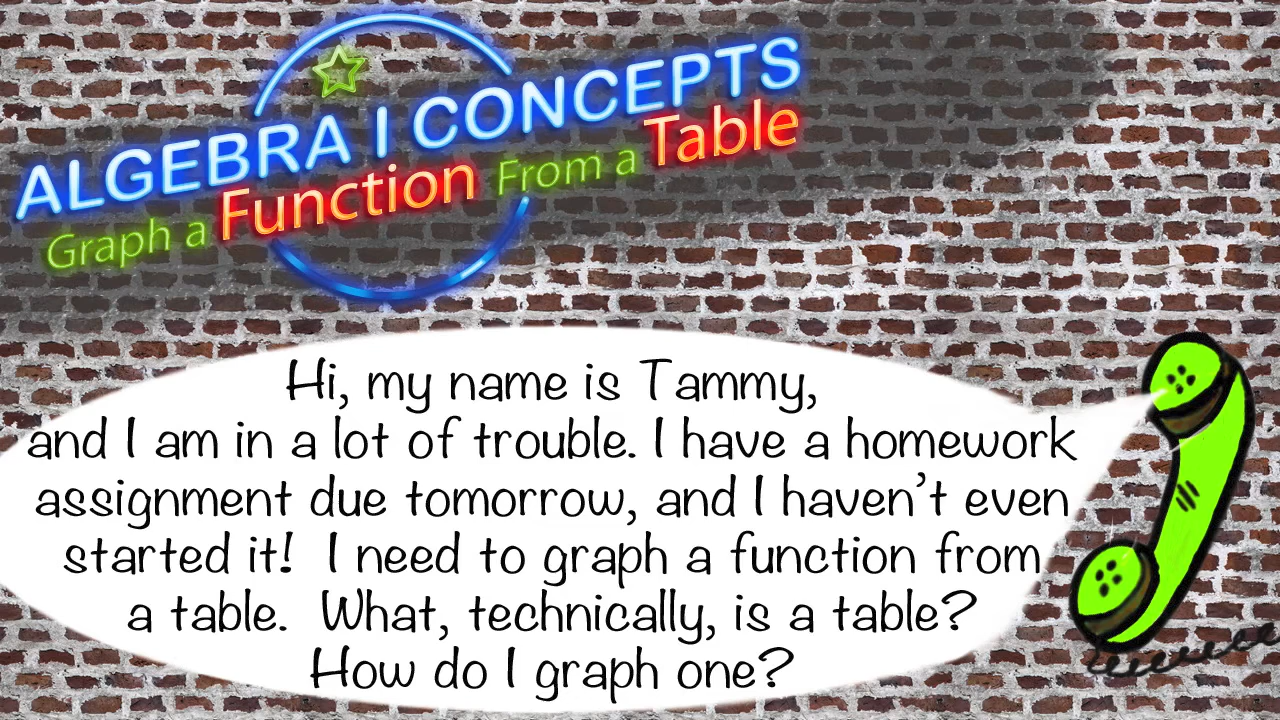 ALGEBRA I CONCEPTS
Graph a Function From a Table
Hi, my name is Tammy,
and I am in a lot of trouble. I have a homework
assignment due tomorrow, and I haven't even
started it!  I need to graph a function from
a table.  What, technically, is a table?
How do I graph one?